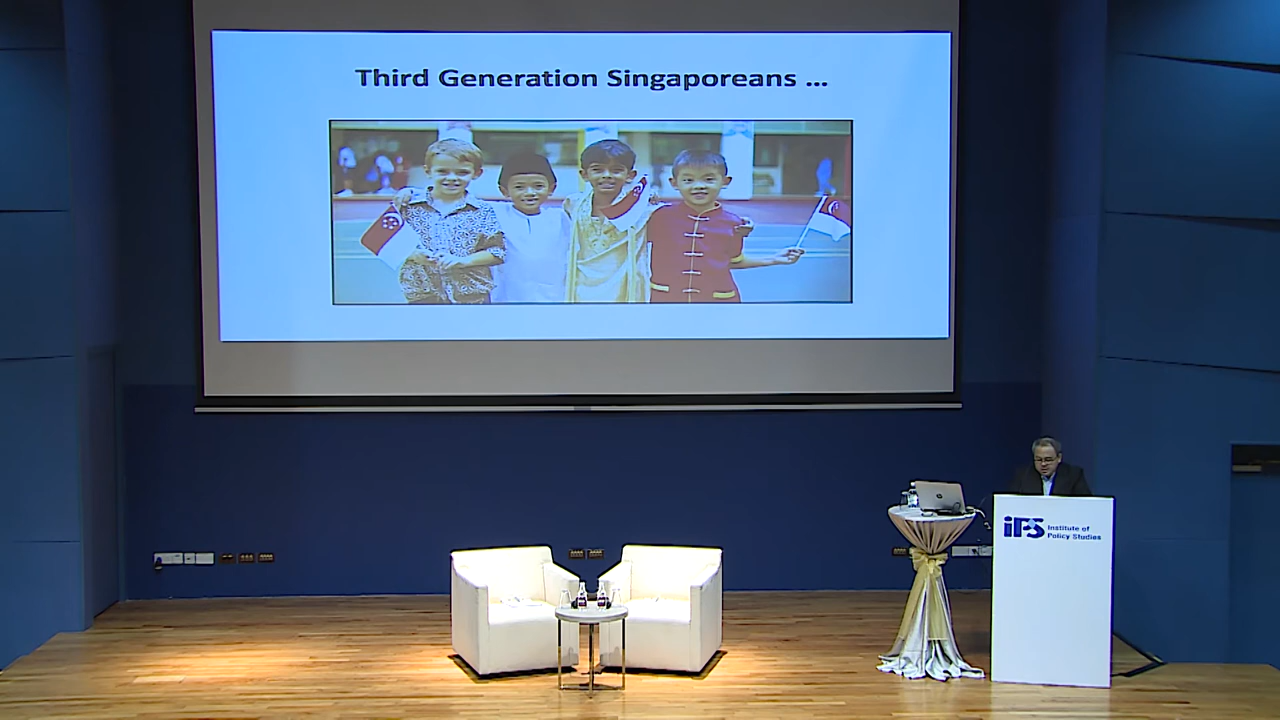 Third Generation Singaporeans ...
iPS Institute of
Policy Studies